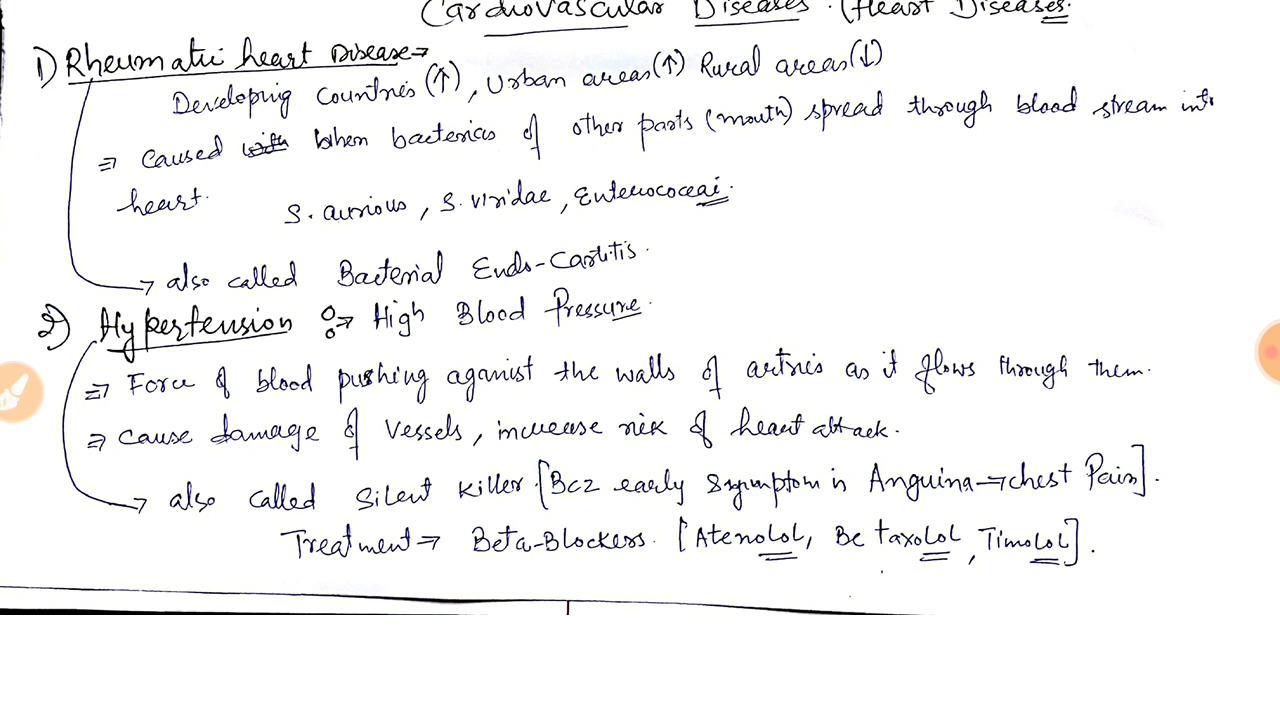 Cardiovascular Diseases. (Heart Diseases.
1) Rheumatic heart Disease →
Developing Countries (↑), Urban areas (↑) Rural areas (↓)
⇒ Caused with When bacterias of other parts (mouth) spread through blood stream into
heart.
S. aurious, S. viridae, Enterococeai.
→ also called Bacterial Endo-Cartitis.
2) Hypertension :→ High Blood Pressure.
⇒ Force of blood pushing aganist the walls of artries as it flows through them.
⇒ Cause damage of Vessels, increase risk of heart attack.
→ also called Silent Killer. [Bcz early Symptom is Anguina → chest Pain].
Treatment ⇒ Beta-Blockers. [Atenolol, Betaxolol, Timolol].